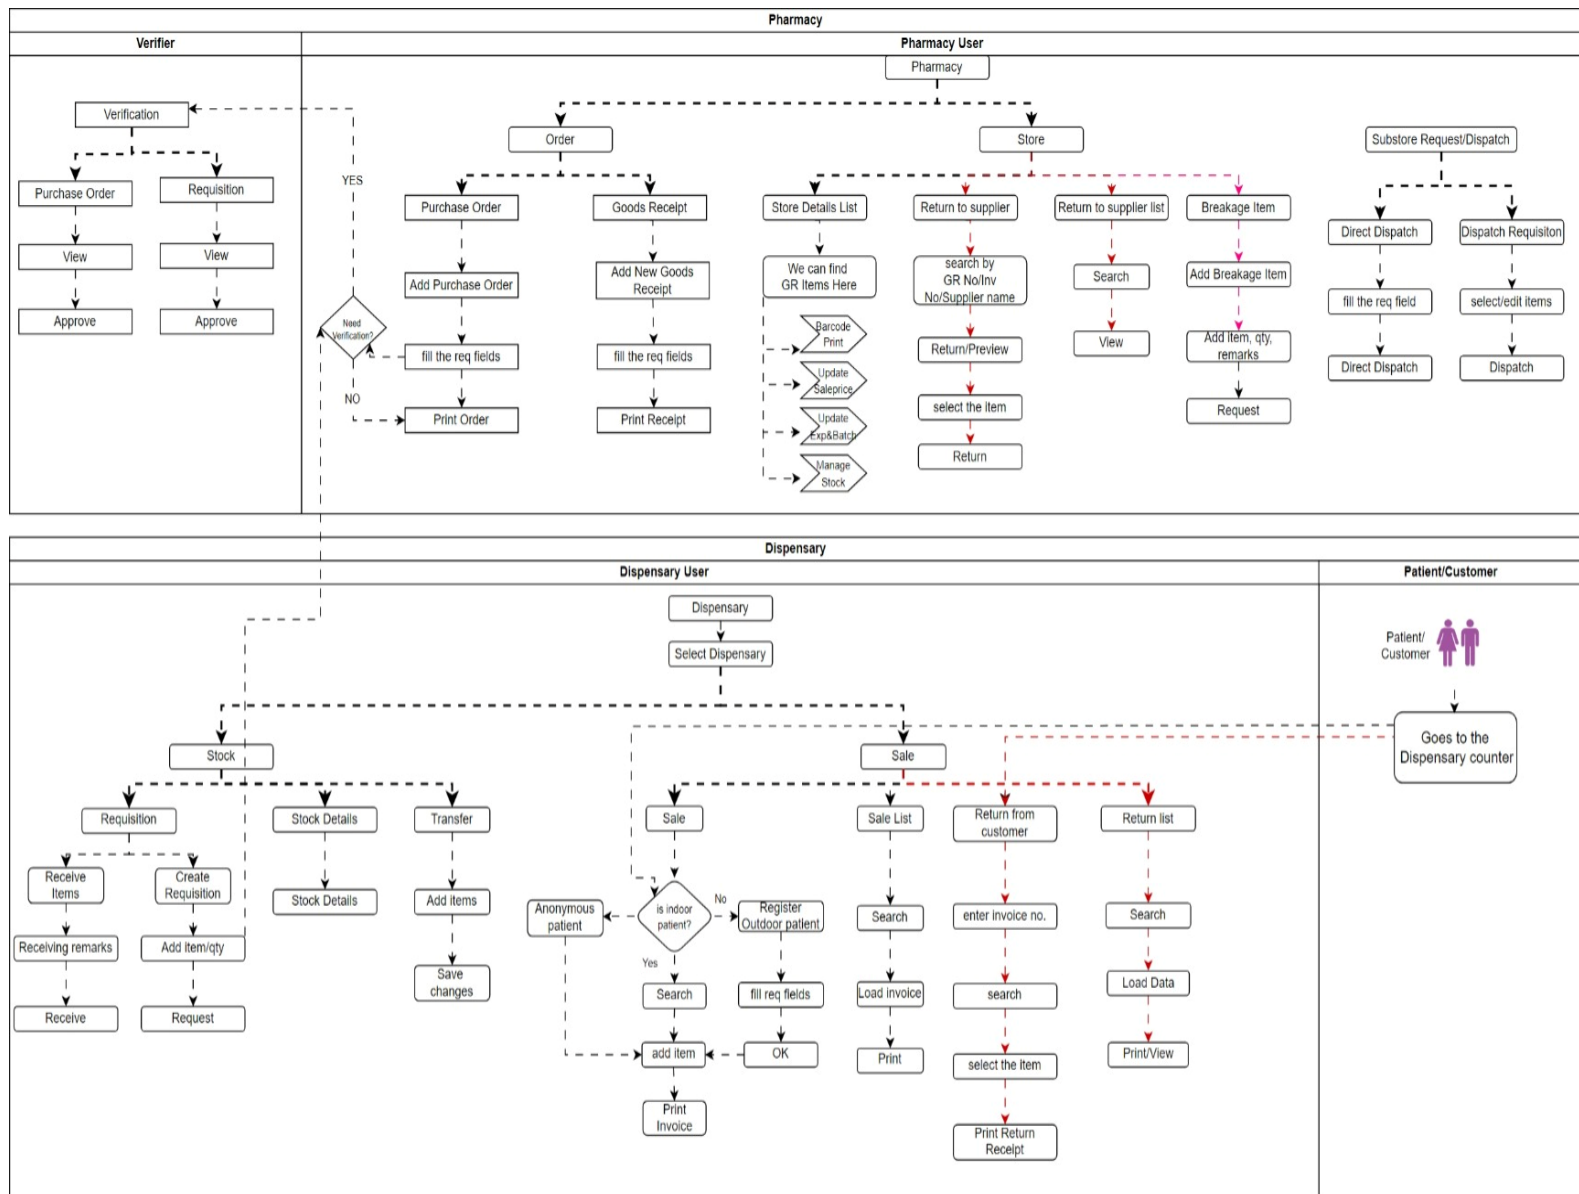 Pharmacy
Verifier
Pharmacy User
Pharmacy
Verification
Order
Store
Substore Request/Dispatch
YES
Purchase Order
Requisition
Purchase Order
Goods Receipt
Store Details List
Return to supplier
Return to supplier list
Breakage Item
Direct Dispatch
Dispatch Requisiton
View
View
Add Purchase Order
Add New Goods
Receipt
We can find
GR Items Here
search by
GR No/Inv
No/Supplier name
Search
Add Breakage Item
fill the req field
select/edit items
Approve
Approve
Need
Verification?
fill the req fields
fill the req fields
Barcode
Print
Return/Preview
View
Add item, qty,
remarks
Direct Dispatch
Dispatch
Update
Saleprice
NO
Print Order
Print Receipt
Update
Exp&Batch
select the item
Request
Manage
Stock
Return
Dispensary
Dispensary User
Patient/Customer
Dispensary
Select Dispensary
Patient/
Customer
Goes to the
Dispensary counter
Stock
Sale
Requisition
Stock Details
Transfer
Sale
Sale List
Return from
customer
Return list
Receive
Items
Create
Requisition
Stock Details
Add items
Anonymous
patient
is indoor
patient?
No
Register
Outdoor patient
Search
enter invoice no.
Search
Receiving remarks
Add item/qty
Yes
Save
changes
Search
fill req fields
Load invoice
search
Load Data
Receive
Request
add item
OK
Print
select the item
Print/View
Print
Invoice
Print Return
Receipt